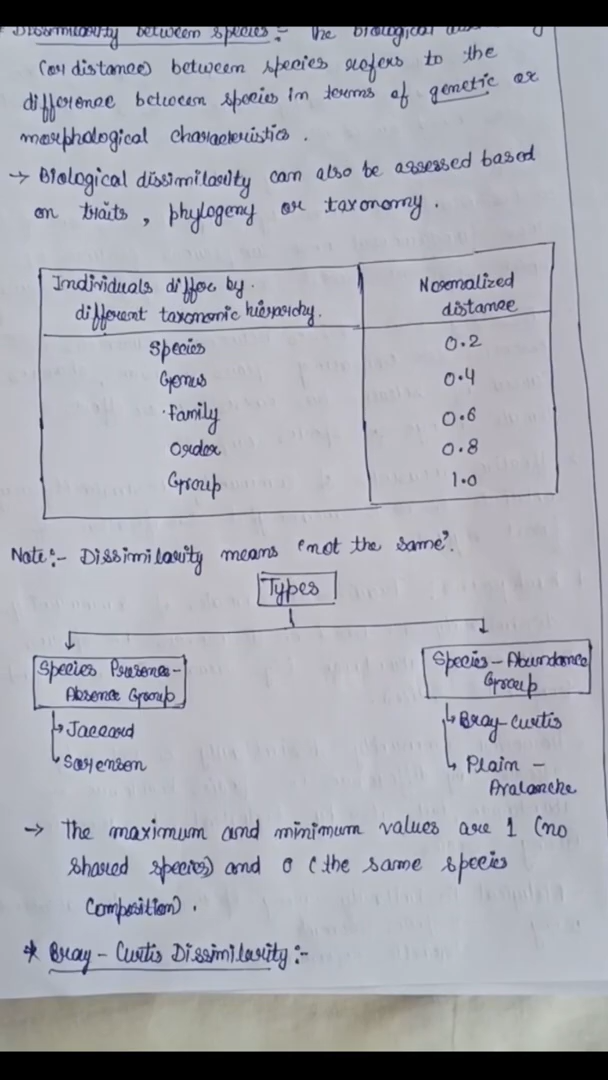 Dissimilarity between species :- The biological
(or distance) between species refers to the
difference between species in terms of genetic or
morphological characteristics.
→ Biological dissimilarity can also be assessed based
on traits, phylogeny or taxonomy.
Individuals differ by
different taxonomic hierarchy.
Normalized
distance
Species
0.2
Genus
0.4
Family
0.6
Order
0.8
Group
1.0
Note:- Dissimilarity means 'not the same'.
Types
Species Presence-
Absence Group
Jaccard
Sorenson
Species-Abundance
Group
Bray-Curtis
Plain -
Avalanche
→ The maximum and minimum values are 1 (no
shared species) and 0 (the same species
composition).
* Bray-Curtis Dissimilarity:-